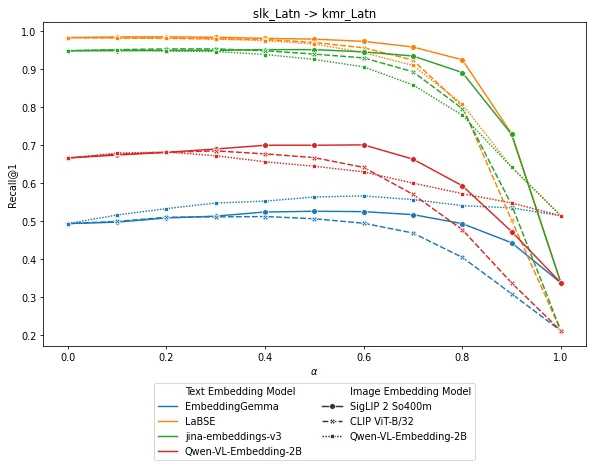 slk_Latn -> kmr_Latn
Recall@1
1.0
0.9
0.8
0.7
0.6
0.5
0.4
0.3
0.2
0.0
0.2
0.4
0.6
0.8
1.0
α
Text Embedding Model
EmbeddingGemma
LaBSE
jina-embeddings-v3
Qwen-VL-Embedding-2B
Image Embedding Model
SigLIP 2 So400m
CLIP ViT-B/32
Qwen-VL-Embedding-2B